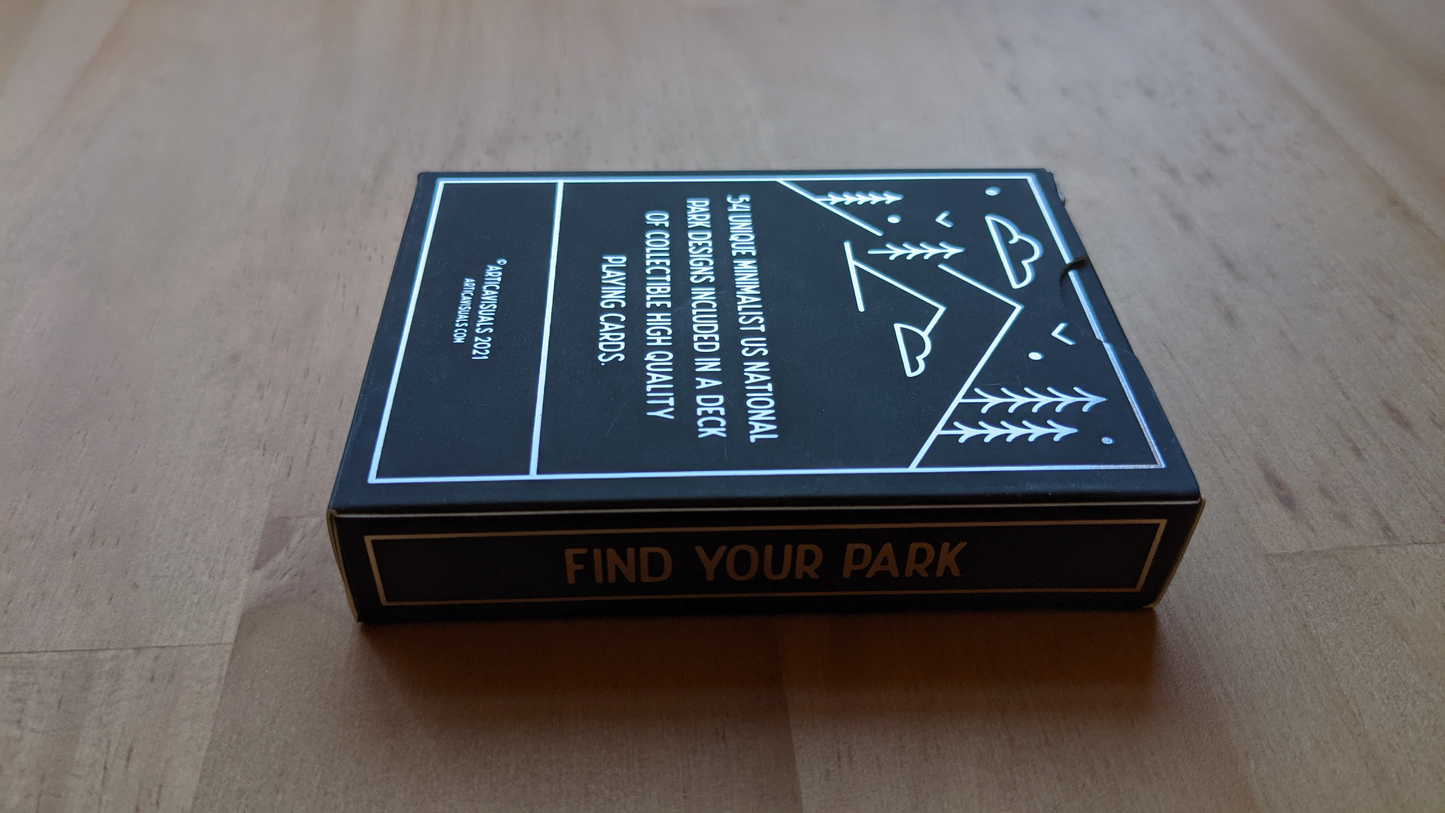 54 UNIQUE MINIMALIST US NATIONAL
PARK DESIGNS INCLUDED IN A DECK
OF COLLECTIBLE HIGH QUALITY
PLAYING CARDS.
© ARTICAVISUALS 2021
ARTICAVISUALS.COM
FIND YOUR PARK